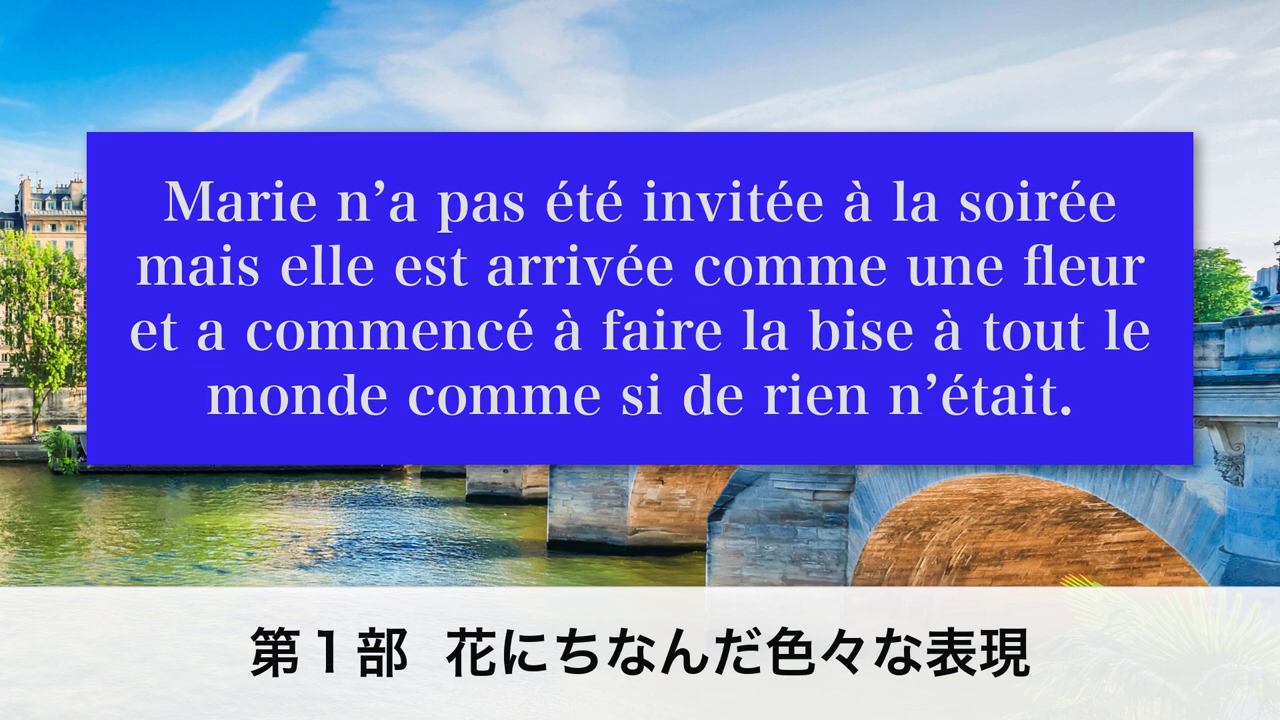 Marie n’a pas été invitée à la soirée
mais elle est arrivée comme une fleur
et a commencé à faire la bise à tout le
monde comme si de rien n’était.
第１部 花にちなんだ色々な表現